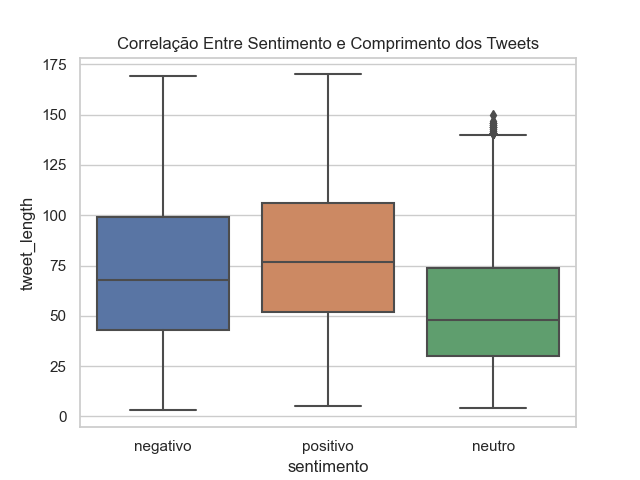 Correlação Entre Sentimento e Comprimento dos Tweets
175
150
125
100
75
50
25
0
tweet_length
negativo
positivo
neutro
sentimento